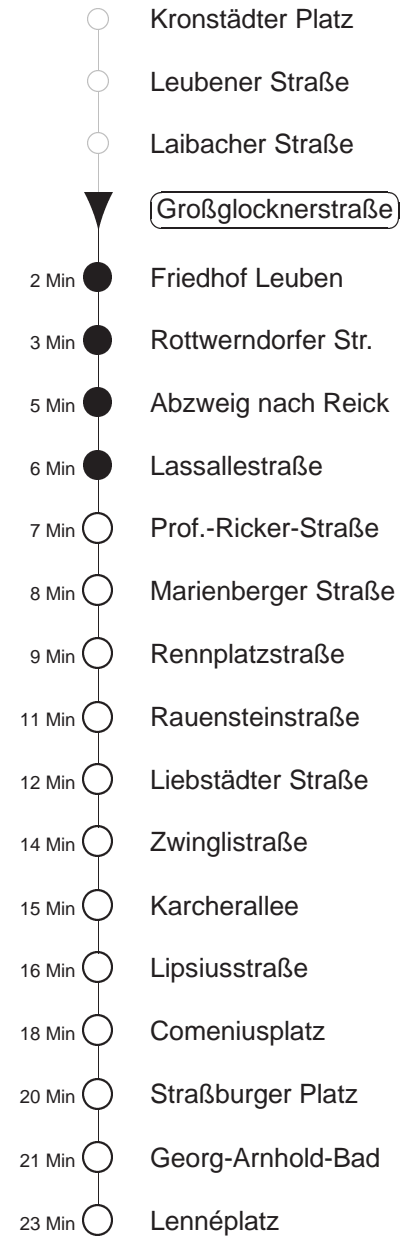 Kronstädter Platz
Leubener Straße
Laibacher Straße
Großglocknerstraße
2 Min Friedhof Leuben
3 Min Rottwerndorfer Str.
5 Min Abzweig nach Reick
6 Min Lassallestraße
7 Min Prof.-Ricker-Straße
8 Min Marienberger Straße
9 Min Rennplatzstraße
11 Min Rauensteinstraße
12 Min Liebstädter Straße
14 Min Zwinglistraße
15 Min Karcherallee
16 Min Lipsiusstraße
18 Min Comeniusplatz
20 Min Straßburger Platz
21 Min Georg-Arnhold-Bad
23 Min Lennéplatz